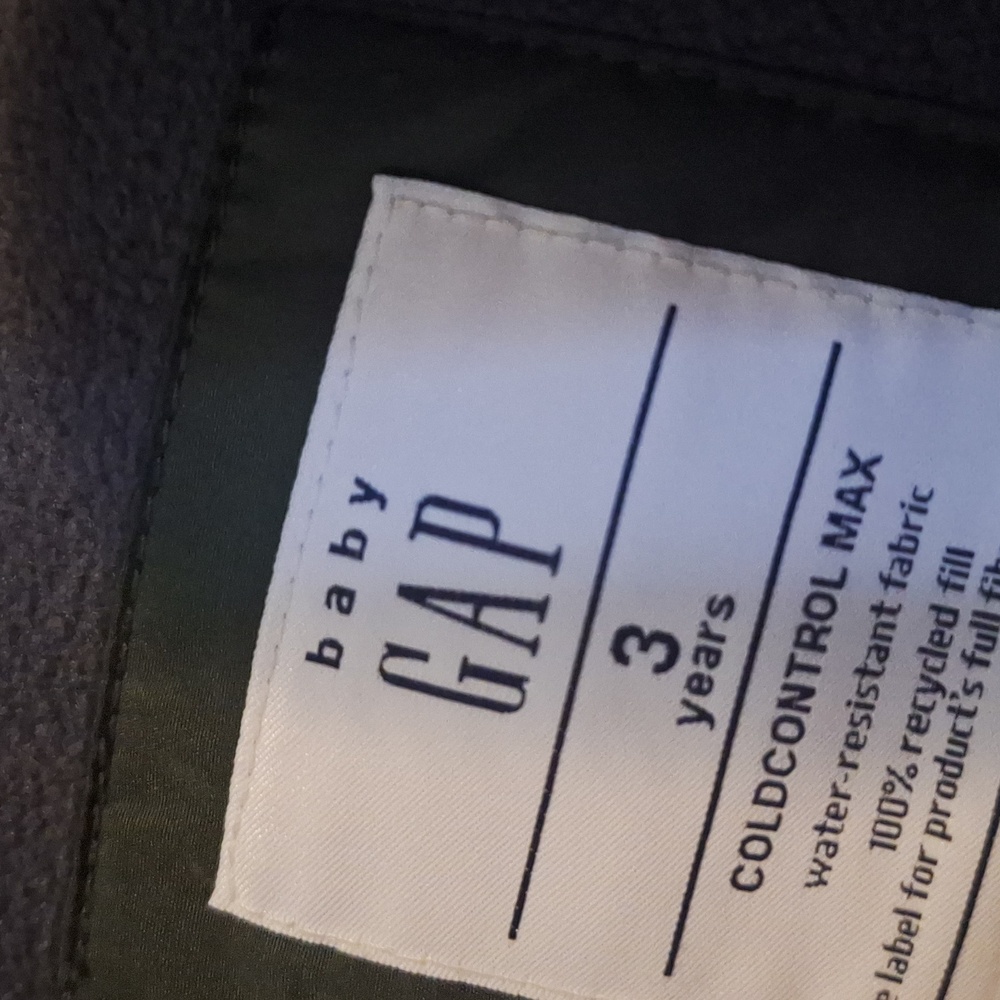 baby
GAP
3
years
COLDCONTROL MAX
water-resistant fabric
100% recycled fill
label for product's full